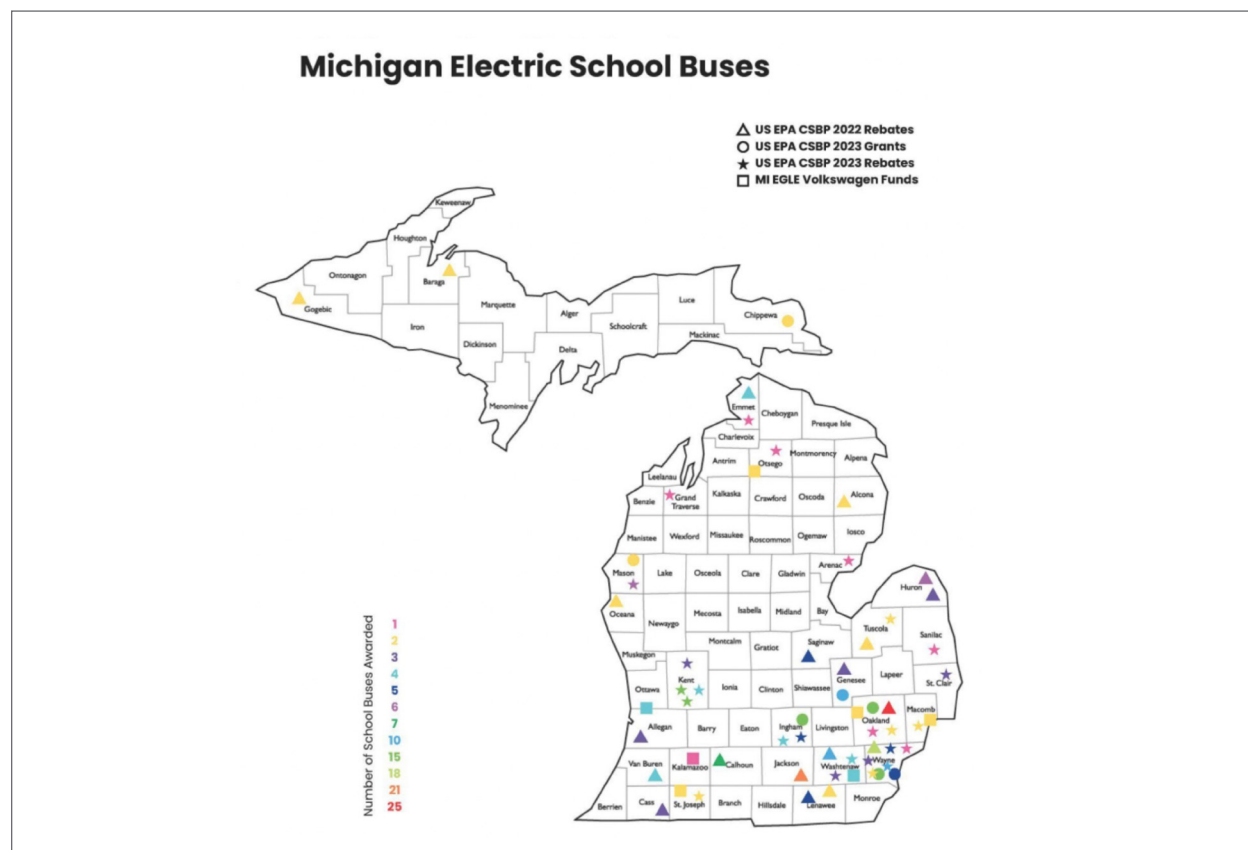 Michigan Electric School Buses
US EPA CSBP 2022 Rebates
US EPA CSBP 2023 Grants
US EPA CSBP 2023 Rebates
MI EGLE Volkswagen Funds
Keweenaw
Houghton
Ontonagon
Baraga
Gogebic
Marquette
Iron
Dickinson
Menominee
Alger
Delta
Schoolcraft
Luce
Mackinac
Chippewa
Emmet
Cheboygan
Presque Isle
Charlevoix
Antrim
Otsego
Montmorency
Alpena
Leelanau
Benzie
Grand
Traverse
Kalkaska
Crawford
Oscoda
Alcona
Manistee
Wexford
Missaukee
Roscommon
Ogemaw
Iosco
Arenac
Mason
Lake
Osceola
Clare
Gladwin
Huron
Oceana
Newaygo
Mecosta
Isabella
Midland
Bay
Tuscola
Sanilac
Muskegon
Montcalm
Gratiot
Saginaw
Ottawa
Kent
Ionia
Clinton
Shiawassee
Genesee
Lapeer
St. Clair
Allegan
Barry
Eaton
Ingham
Livingston
Oakland
Macomb
Van Buren
Kalamazoo
Calhoun
Jackson
Washtenaw
Wayne
Berrien
Cass
St. Joseph
Branch
Hillsdale
Lenawee
Monroe
Number of School Buses Awarded
1
2
3
4
5
6
7
10
15
18
21
25